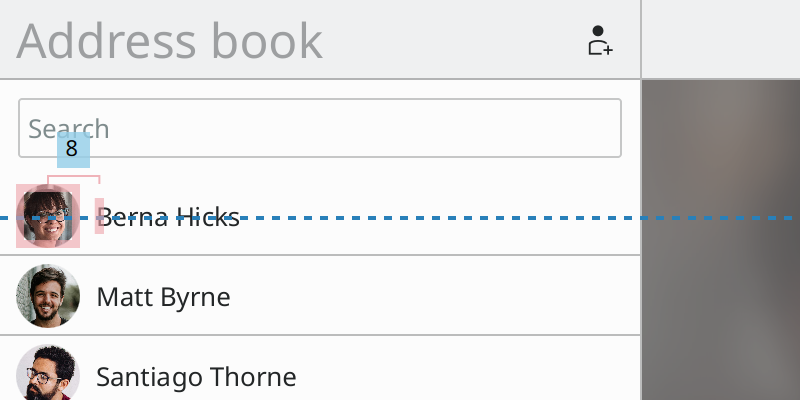 Address book
Search
8
Berna Hicks
Matt Byrne
Santiago Thorne